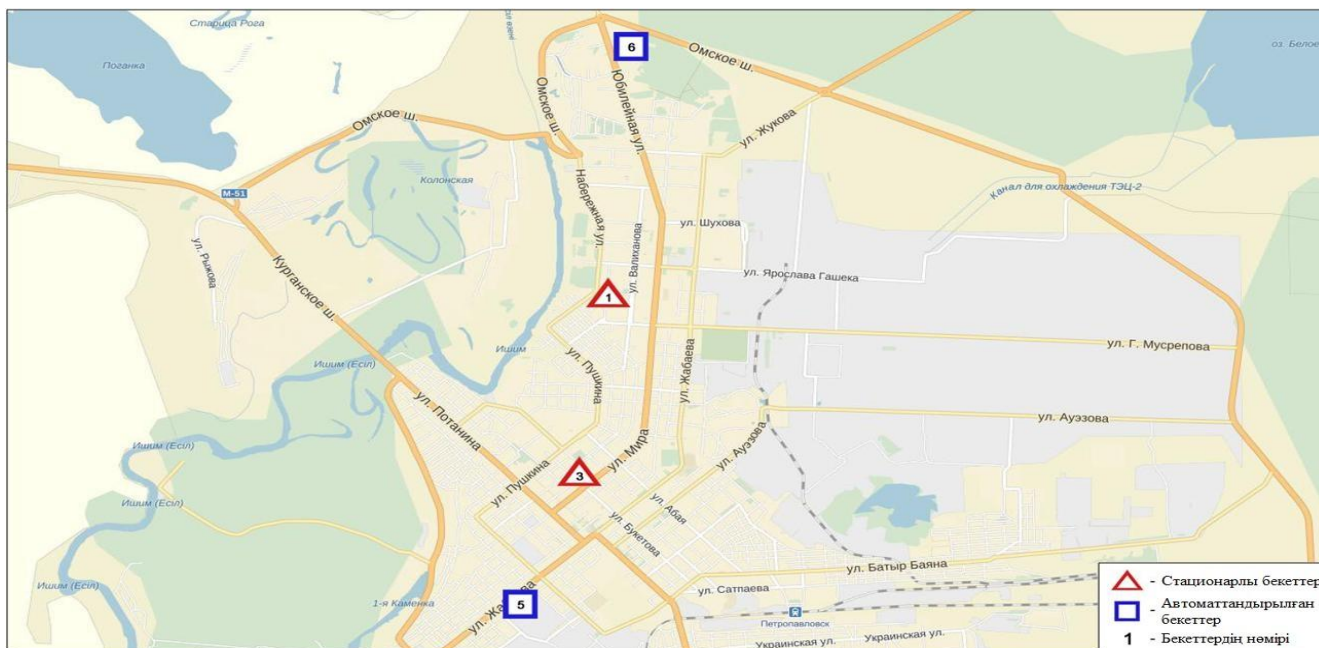 Старица Рога
оз. Белое
Поганка
6
Омское ш.
Омское ш.
Юбилейная ул.
Омское ш.
ул. Жукова
Колонская
М-51
Канал для охлаждения ТЭЦ-2
Набережная ул.
ул. Шухова
ул. Рыжова
ул. Валиханова
Курганское ш.
ул. Ярослава Гашека
1
Ишим
ул. Г. Мусрепова
Ишим (Есіл)
ул. Пушкина
ул. Жабаева
ул. Потанина
ул. Ауэзова
Ишим (Есіл)
ул. Мира
ул. Ауэзова
3
ул. Пушкина
Ишим (Есіл)
ул. Абая
ул. Букетова
ул. Батыр Баяна
Ишим (Есіл)
ул. Сатпаева
1-я Каменка
5
Петропавловск
Украинская ул.
Украинская ул.
- Стационарлы бекеттер
- Автоматтандырылған
бекеттер
1 - Бекеттердің нөмірі